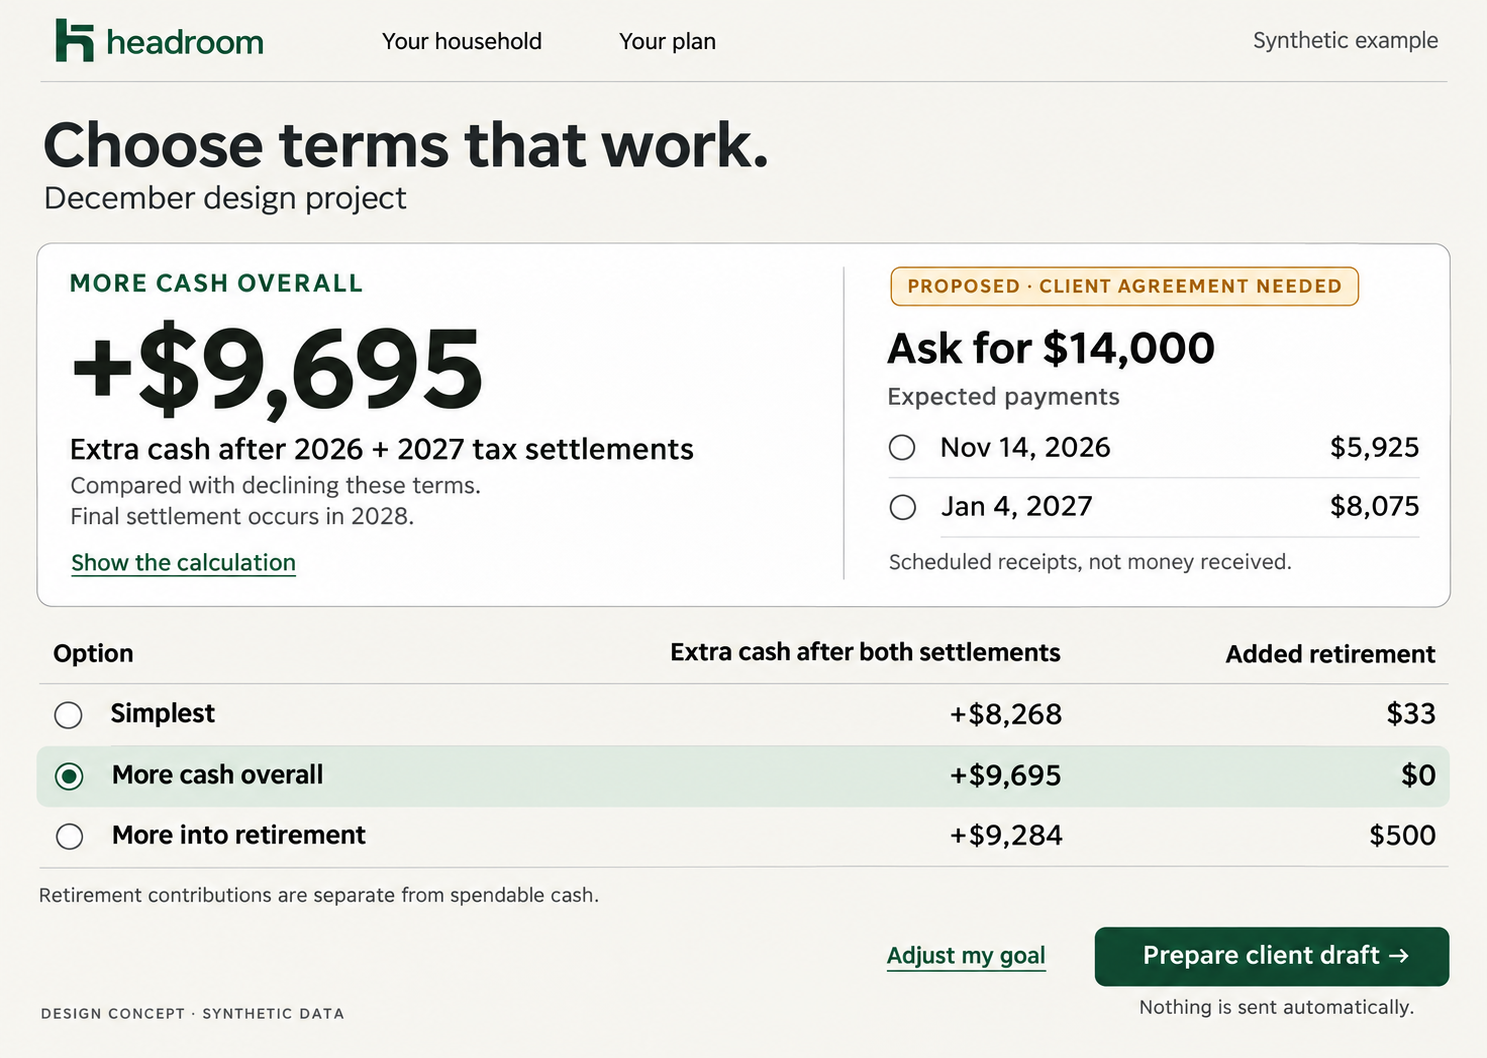 headroom
Your household
Your plan
Synthetic example
Choose terms that work.
December design project
MORE CASH OVERALL
+$9,695
Extra cash after 2026 + 2027 tax settlements
Compared with declining these terms.
Final settlement occurs in 2028.
Show the calculation
PROPOSED · CLIENT AGREEMENT NEEDED
Ask for $14,000
Expected payments
Nov 14, 2026 $5,925
Jan 4, 2027 $8,075
Scheduled receipts, not money received.
Option Extra cash after both settlements Added retirement
Simplest +$8,268 $33
More cash overall +$9,695 $0
More into retirement +$9,284 $500
Retirement contributions are separate from spendable cash.
Adjust my goal
Prepare client draft →
Nothing is sent automatically.
DESIGN CONCEPT · SYNTHETIC DATA